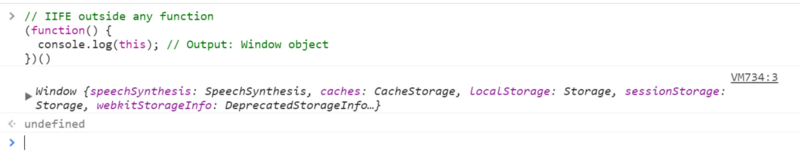 // IIFE outside any function
(function() {
console.log(this); // Output: Window object
})()
VM734:3
Window {speechSynthesis: SpeechSynthesis, caches: CacheStorage, localStorage: Storage, sessionStorage:
Storage, webkitStorageInfo: DeprecatedStorageInfo…}
undefined